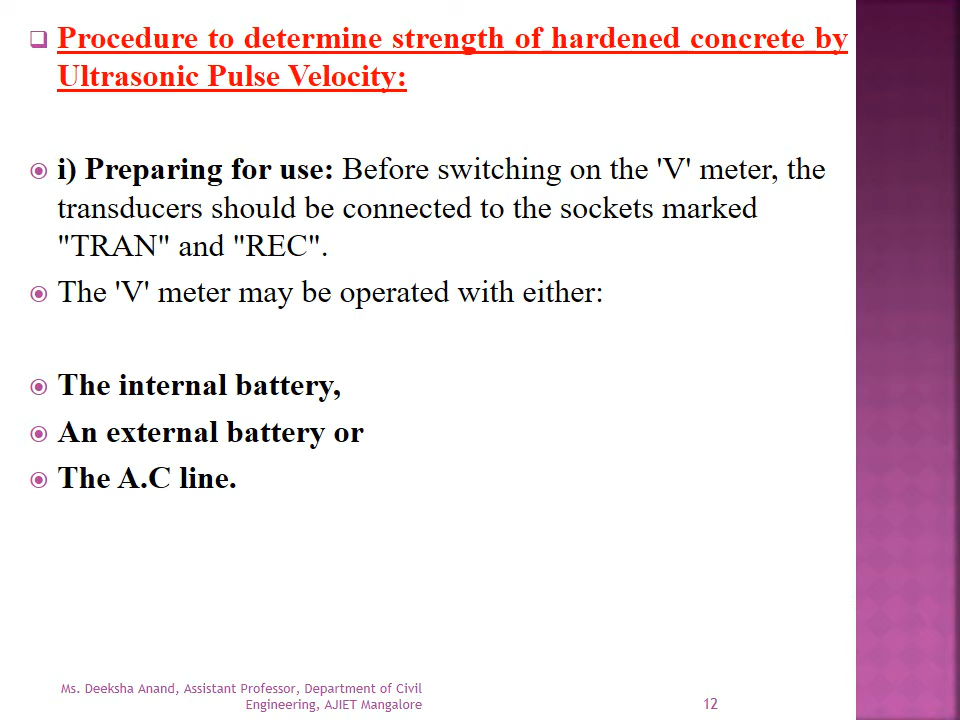 Procedure to determine strength of hardened concrete by
Ultrasonic Pulse Velocity:
i) Preparing for use: Before switching on the 'V' meter, the
transducers should be connected to the sockets marked
"TRAN" and "REC".
The 'V' meter may be operated with either:
The internal battery,
An external battery or
The A.C line.
Ms. Deeksha Anand, Assistant Professor, Department of Civil
Engineering, AJIET Mangalore
12